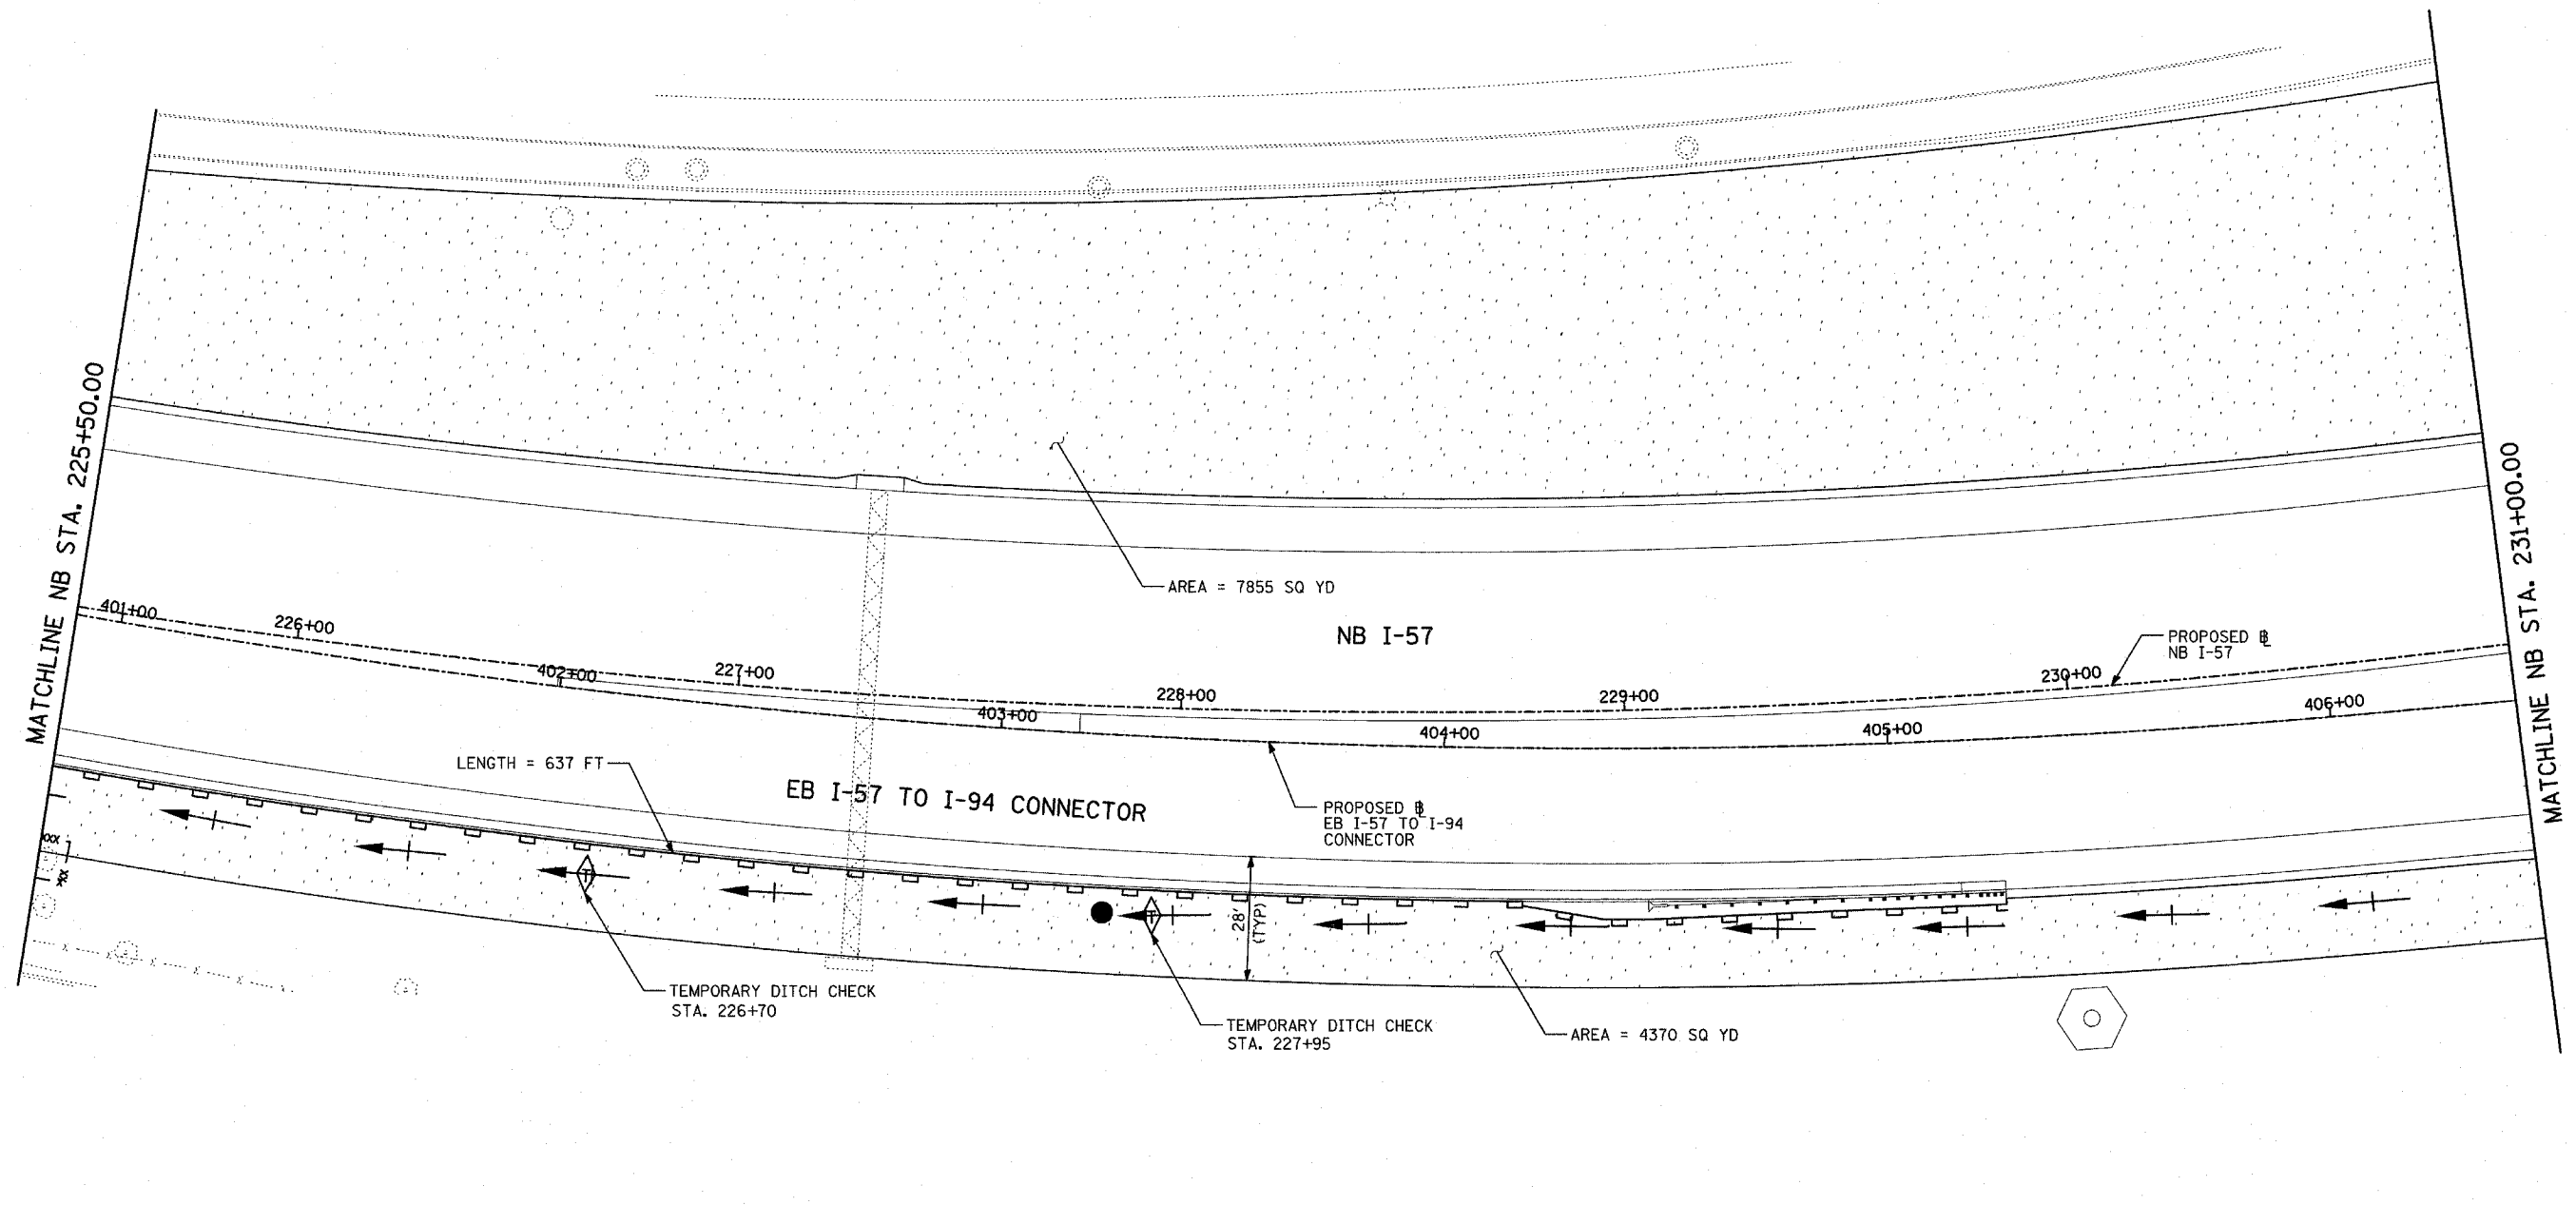 MATCHLINE NB STA. 225+50.00
401+00
226+00
402+00
227+00
403+00
228+00
404+00
229+00
405+00
230+00
406+00
AREA = 7855 SQ YD
NB I-57
PROPOSED ℄
NB I-57
LENGTH = 637 FT
EB I-57 TO I-94 CONNECTOR
PROPOSED ℄
EB I-57 TO I-94
CONNECTOR
28'
(TYP)
XXX
XX
T
T
TEMPORARY DITCH CHECK
STA. 226+70
TEMPORARY DITCH CHECK
STA. 227+95
AREA = 4370 SQ YD
MATCHLINE NB STA. 231+00.00